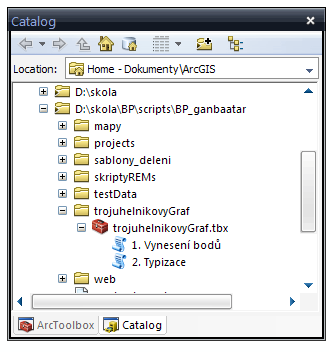 Catalog
Location: Home - Dokumenty\ArcGIS
D:\skola
D:\skola\BP\scripts\BP_ganbaatar
mapy
projects
sablony_deleni
skriptyREMs
testData
trojuhelnikovyGraf
trojuhelnikovyGraf.tbx
1. Vynesení bodů
2. Typizace
web
ArcToolbox Catalog